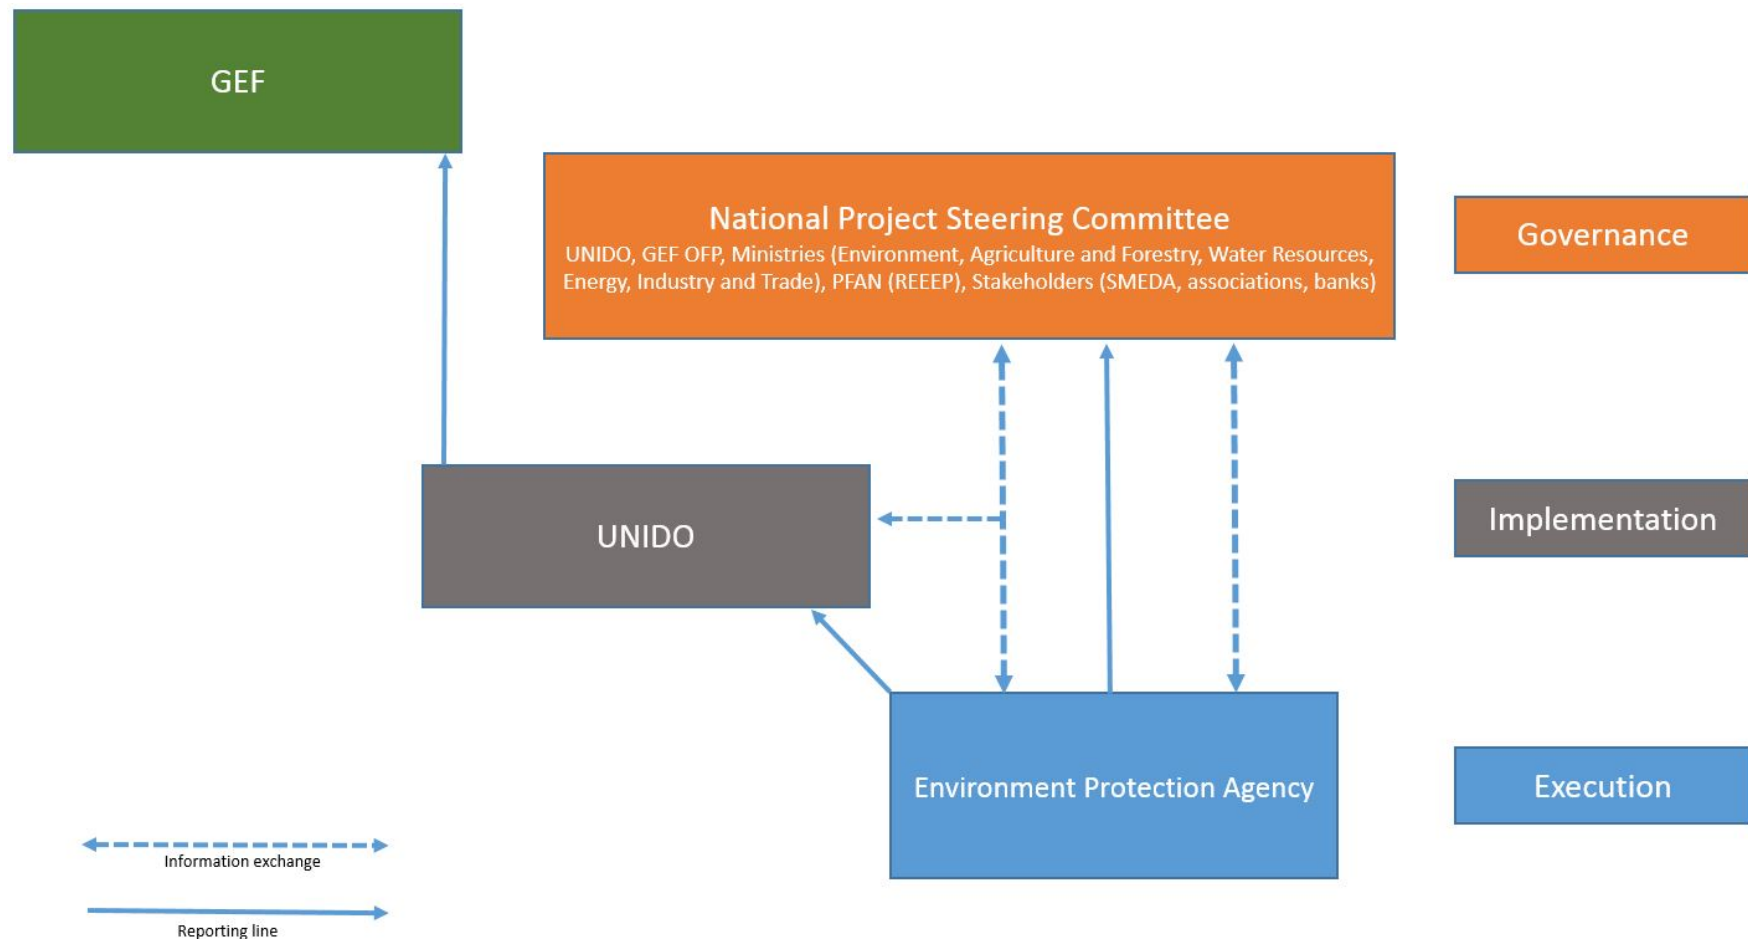 GEF
National Project Steering Committee
UNIDO, GEF OFP, Ministries (Environment, Agriculture and Forestry, Water Resources,
Energy, Industry and Trade), PFAN (REEEP), Stakeholders (SMEDA, associations, banks)
Governance
UNIDO
Implementation
Environment Protection Agency
Execution
Information exchange
Reporting line